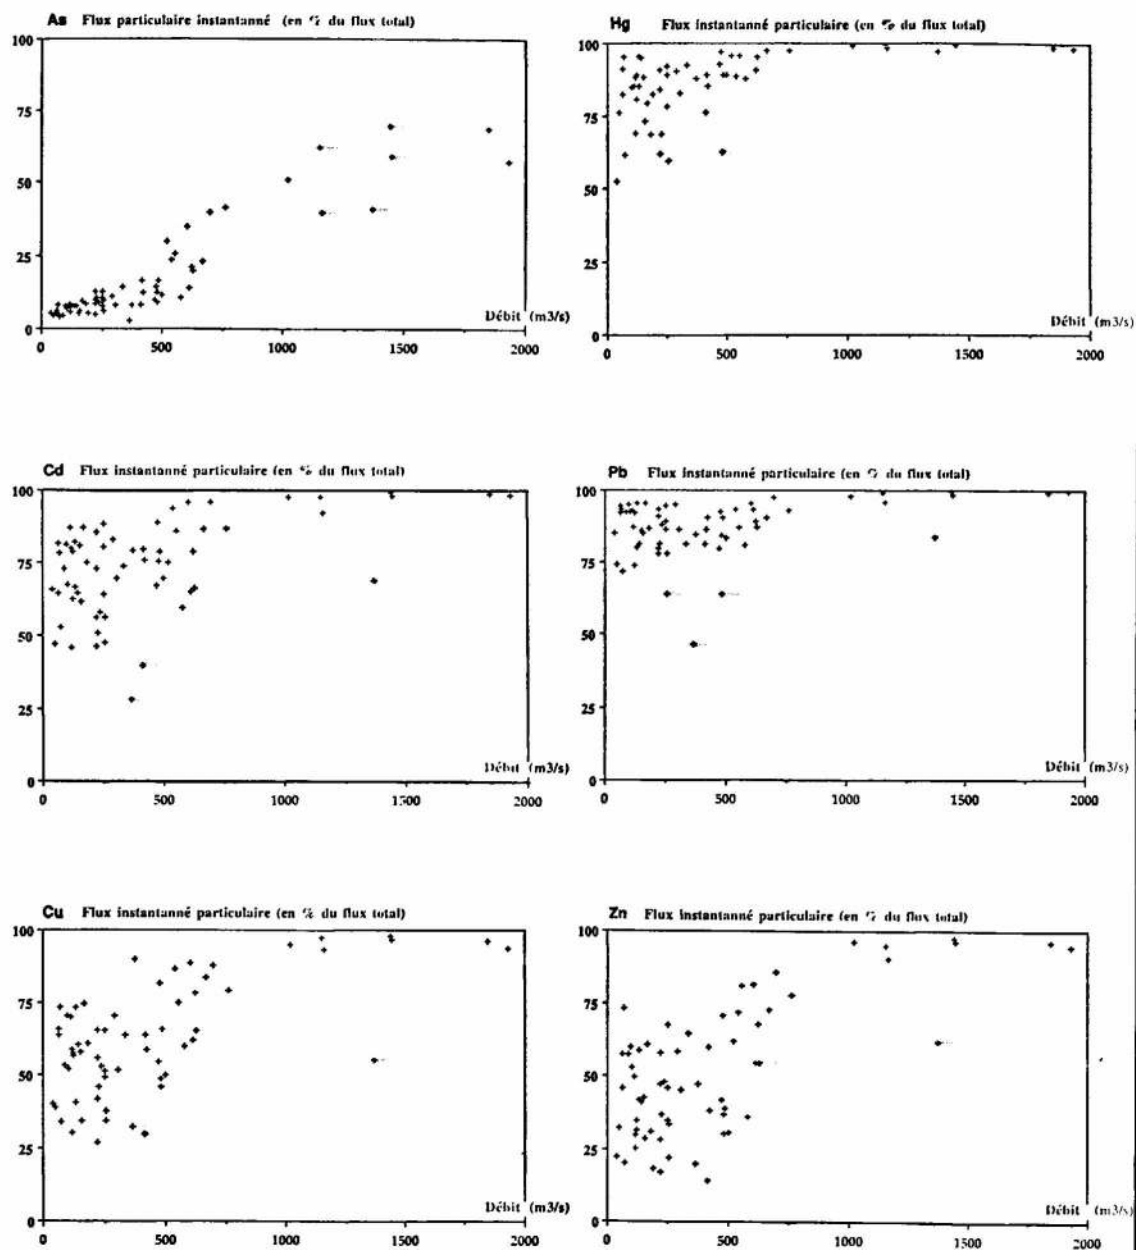 As Flux particulaire instantané (en % du flux total)
100
75
50
25
0
Débit (m3/s)
0 500 1000 1500 2000
Hg Flux instantané particulaire (en % du flux total)
100
75
50
25
0
Débit (m3/s)
0 500 1000 1500 2000
Cd Flux instantanné particulaire (en % du flux total)
100
75
50
25
0
Débit (m3/s)
0 500 1000 1500 2000
Pb Flux instantanné particulaire (en % du flux total)
100
75
50
25
0
Débit (m3/s)
0 500 1000 1500 2000
Cu Flux instantanné particulaire (en % du flux total)
100
75
50
25
0
Débit (m3/s)
0 500 1000 1500 2000
Zn Flux instantané particulaire (en % du flux total)
100
75
50
25
0
Débit (m3/s)
0 500 1000 1500 2000